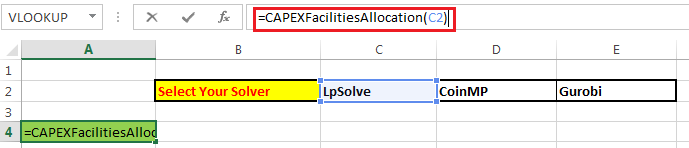 VLOOKUP fx =CAPEXFacilitiesAllocation(C2)
A B C D E
1
2 Select Your Solver LpSolve CoinMP Gurobi
3
4 =CAPEXFacilitiesAlloc